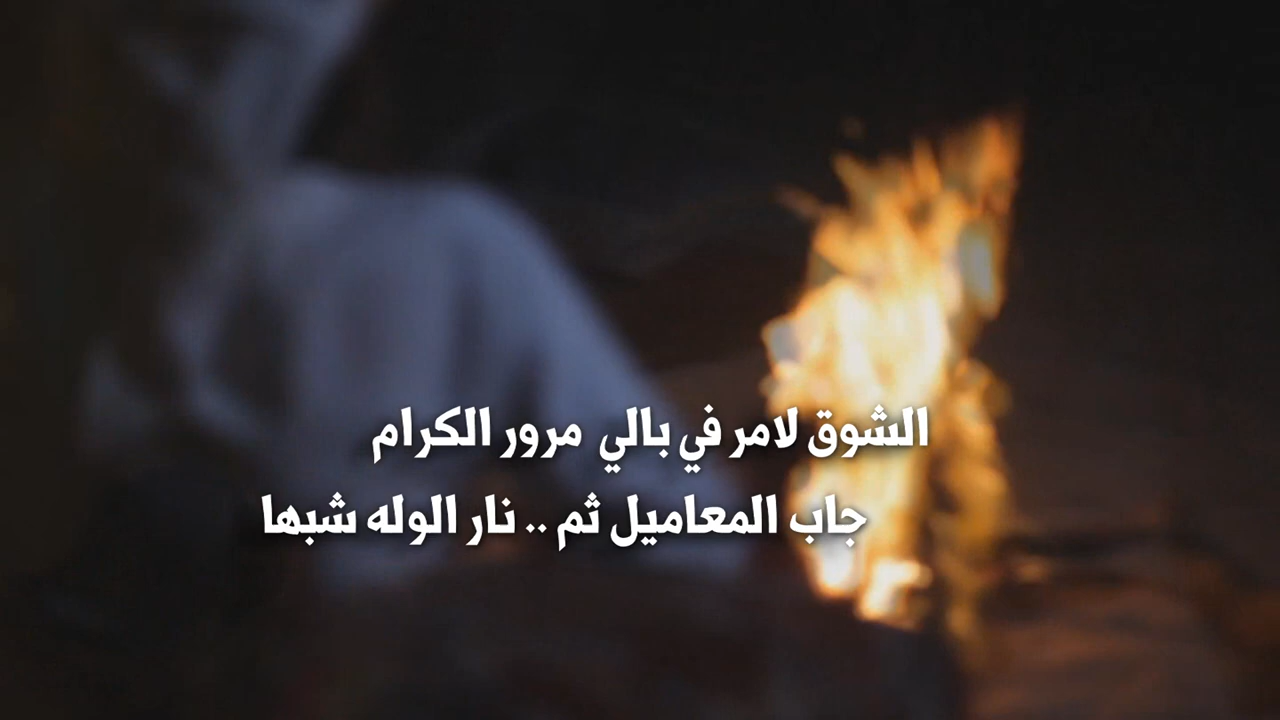 الشوق لامر في بالي مرور الكرام
جاب المعاميل ثم .. نار الوله شبها